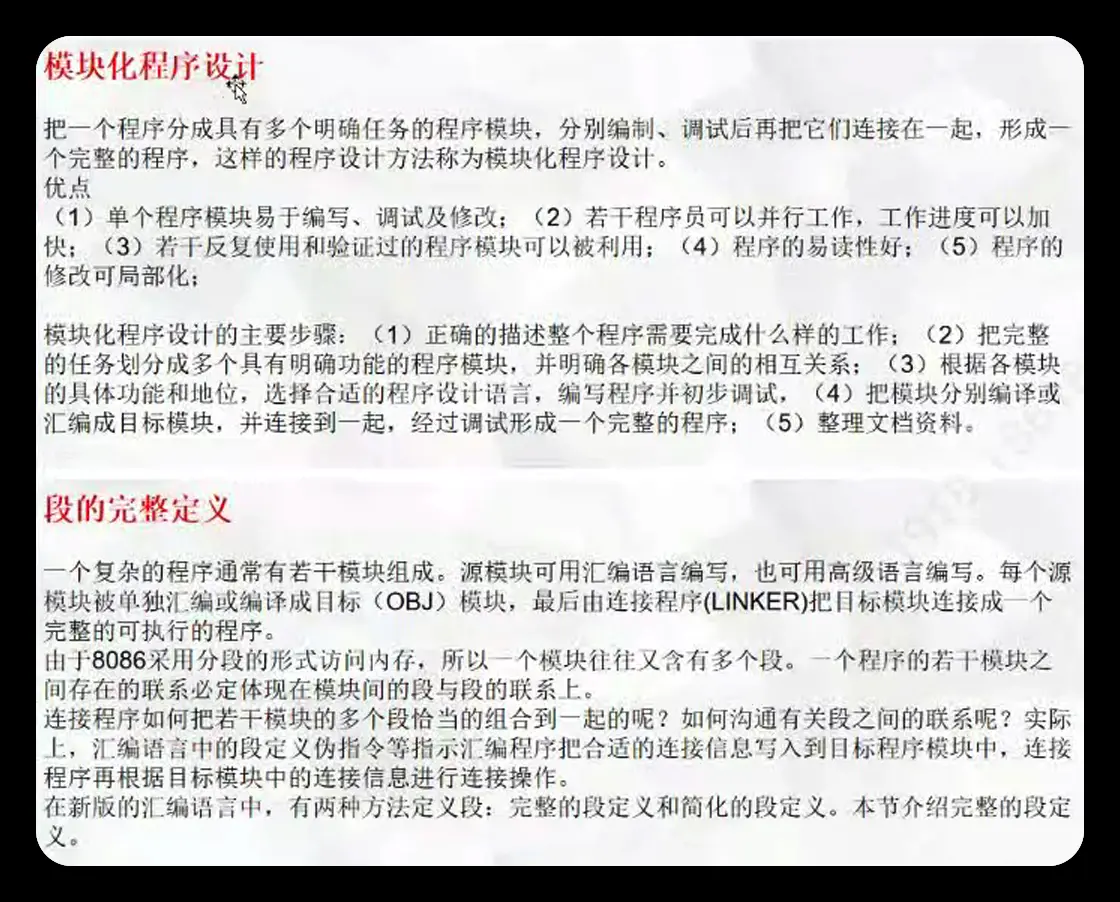 模块化程序设计
把一个程序分成具有多个明确任务的程序模块，分别编制、调试后再把它们连接在一起，形成一
个完整的程序，这样的程序设计方法称为模块化程序设计。
优点
（1）单个程序模块易于编写、调试及修改；（2）若干程序员可以并行工作，工作进度可以加
快；（3）若干反复使用和验证过的程序模块可以被利用；（4）程序的易读性好；（5）程序的
修改可局部化；
模块化程序设计的主要步骤：（1）正确的描述整个程序需要完成什么样的工作；（2）把完整
的任务划分成多个具有明确功能的程序模块，并明确各模块之间的相互关系；（3）根据各模块
的具体功能和地位，选择合适的程序设计语言，编写程序并初步调试，（4）把模块分别编译或
汇编成目标模块，并连接到一起，经过调试形成一个完整的程序；（5）整理文档资料。
段的完整定义
一个复杂的程序通常有若干模块组成。源模块可用汇编语言编写，也可用高级语言编写。每个源
模块被单独汇编或编译成目标（OBJ）模块，最后由连接程序(LINKER)把目标模块连接成一个
完整的可执行的程序。
由于8086采用分段的形式访问内存，所以一个模块往往又含有多个段。一个程序的若干模块之
间存在的联系必定体现在模块间的段与段的联系上。
连接程序如何把若干模块的多个段恰当的组合到一起的呢？如何沟通有关段之间的联系呢？实际
上，汇编语言中的段定义伪指令等指示汇编程序把合适的连接信息写入到目标程序模块中，连接
程序再根据目标模块中的连接信息进行连接操作。
在新版的汇编语言中，有两种方法定义段：完整的段定义和简化的段定义。本节介绍完整的段定
义。